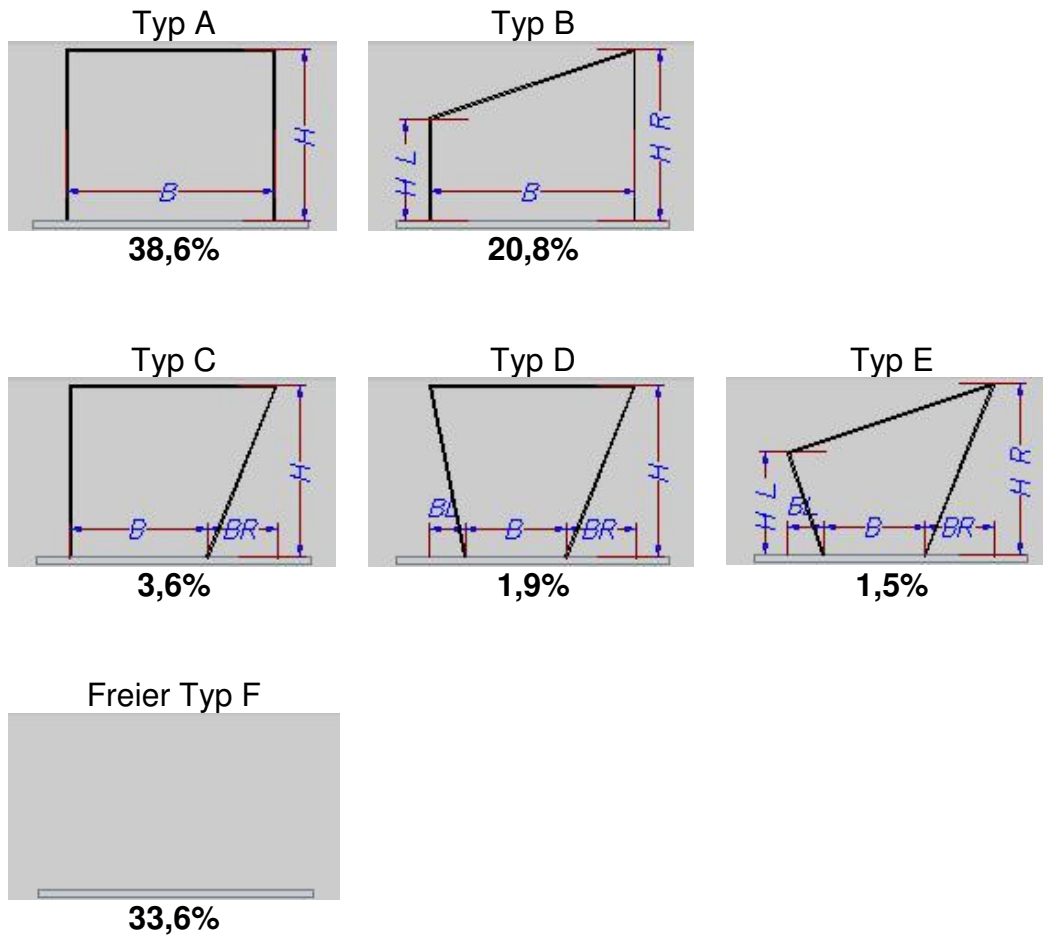 Typ A
Typ B
B
H
H L
B
H R
38,6%
20,8%
Typ C
Typ D
Typ E
B
BR
H
BL
B
BR
H
H L
BL
B
BR
H R
3,6%
1,9%
1,5%
Freier Typ F
33,6%